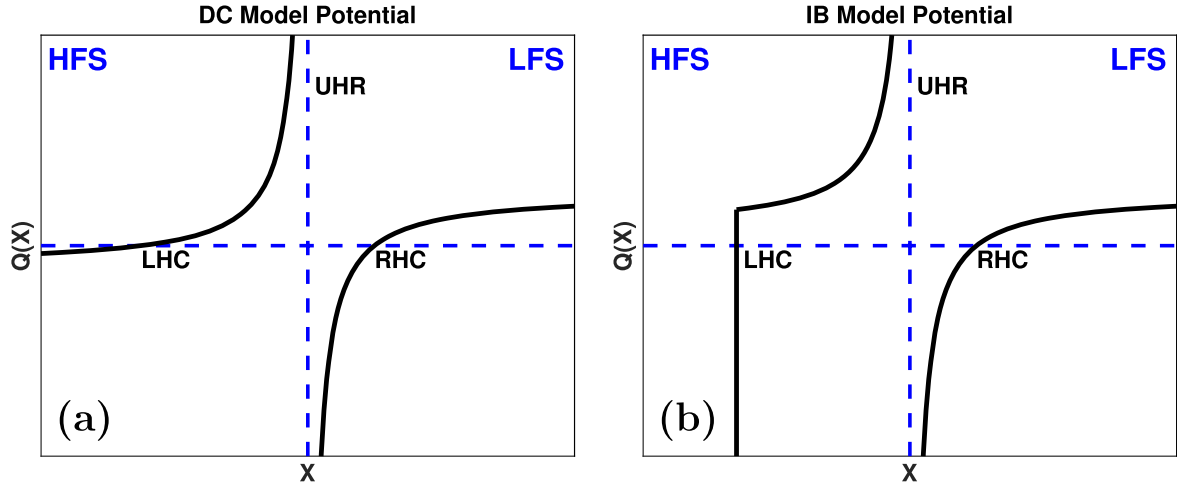 DC Model Potential
HFS
LFS
UHR
Q(X)
LHC
RHC
(a)
X
IB Model Potential
HFS
LFS
UHR
Q(X)
LHC
RHC
(b)
X